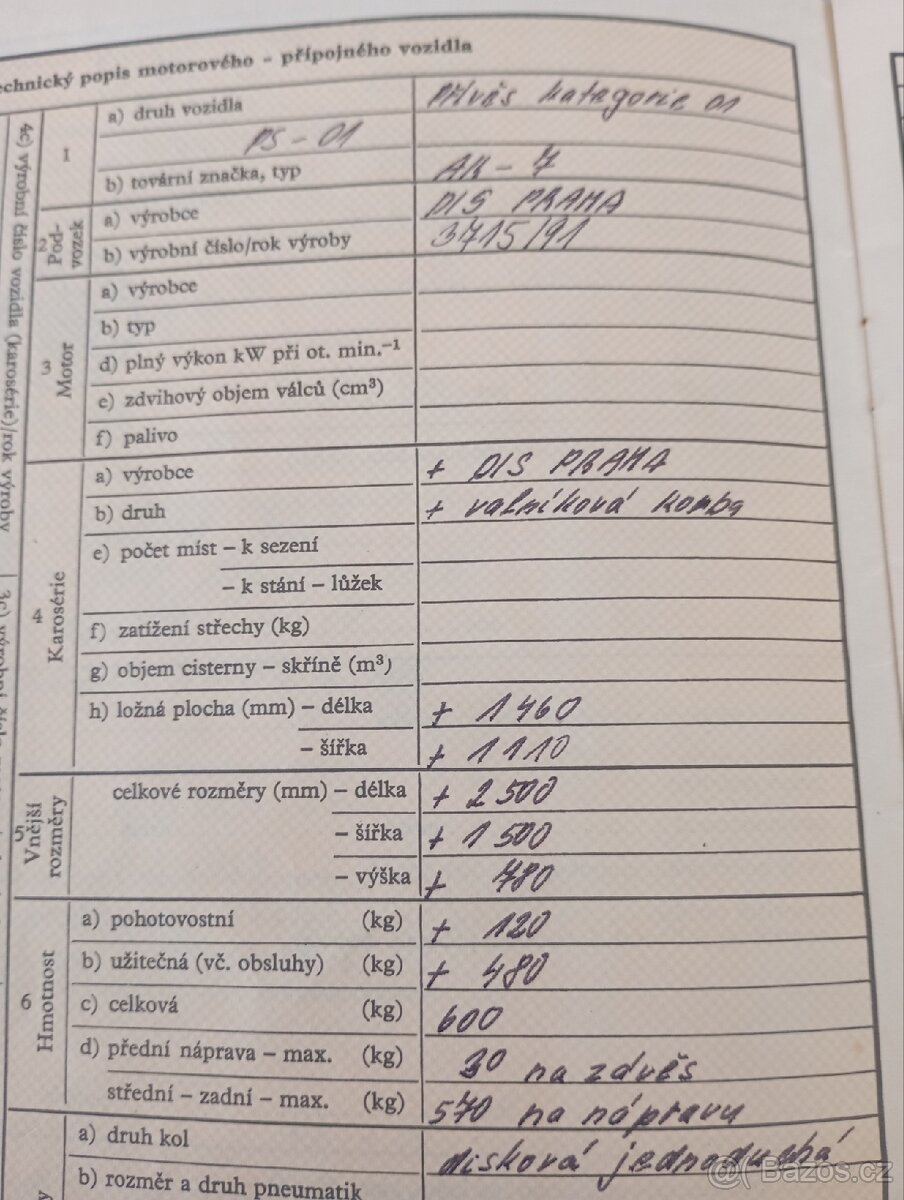 echnický popis motorového – přípojného vozidla
4c) výrobní číslo vozidla (karosérie)/rok výroby
1
a) druh vozidla Přívěs katagorie 01
PS - 01
b) tovární značka, typ AK - 7
2 Pod-vozek
a) výrobce DIS PRAHA
b) výrobní číslo/rok výroby 3715/91
3 Motor
a) výrobce
b) typ
d) plný výkon kW při ot. min.⁻¹
e) zdvihový objem válců (cm³)
f) palivo
4 Karosérie
a) výrobce + DIS PRAHA
b) druh + valníková komba
e) počet míst – k sezení
– k stání – lůžek
f) zatížení střechy (kg)
g) objem cisterny – skříně (m³)
h) ložná plocha (mm) – délka + 1460
– šířka + 1110
5 Vnější rozměry
celkové rozměry (mm) – délka + 2500
– šířka + 1500
– výška + 780
6 Hmotnost
a) pohotovostní (kg) + 120
b) užitečná (vč. obsluhy) (kg) + 480
c) celková (kg) 600
d) přední náprava – max. (kg) 30 na zdvěs
střední – zadní – max. (kg) 570 na nápravu
a) druh kol disková jednoduchá
b) rozměr a druh pneumatik
Bazos.cz